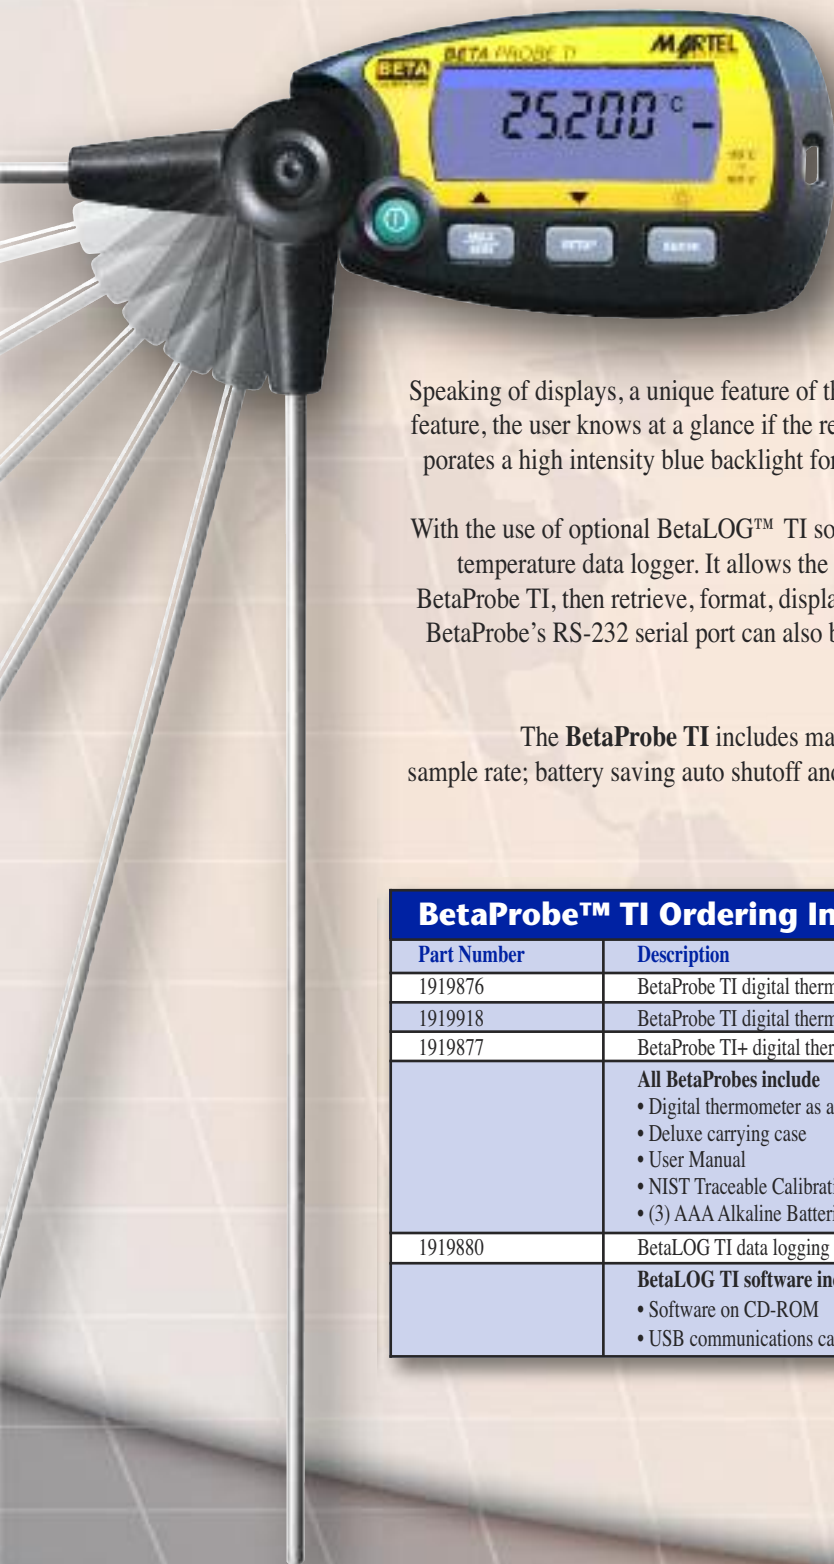 BETA
BETA PROBE TI
MARTEL
25.200 °C
MAX
SETUP
Speaking of displays, a unique feature of th
feature, the user knows at a glance if the re
porates a high intensity blue backlight for
With the use of optional BetaLOG™ TI so
temperature data logger. It allows the
BetaProbe TI, then retrieve, format, displa
BetaProbe's RS-232 serial port can also b
The BetaProbe TI includes ma
sample rate; battery saving auto shutoff and
BetaProbe™ TI Ordering In
Part Number Description
1919876 BetaProbe TI digital therm
1919918 BetaProbe TI digital therm
1919877 BetaProbe TI+ digital ther
All BetaProbes include
• Digital thermometer as a
• Deluxe carrying case
• User Manual
• NIST Traceable Calibrati
• (3) AAA Alkaline Batteri
1919880 BetaLOG TI data logging
BetaLOG TI software inc
• Software on CD-ROM
• USB communications ca